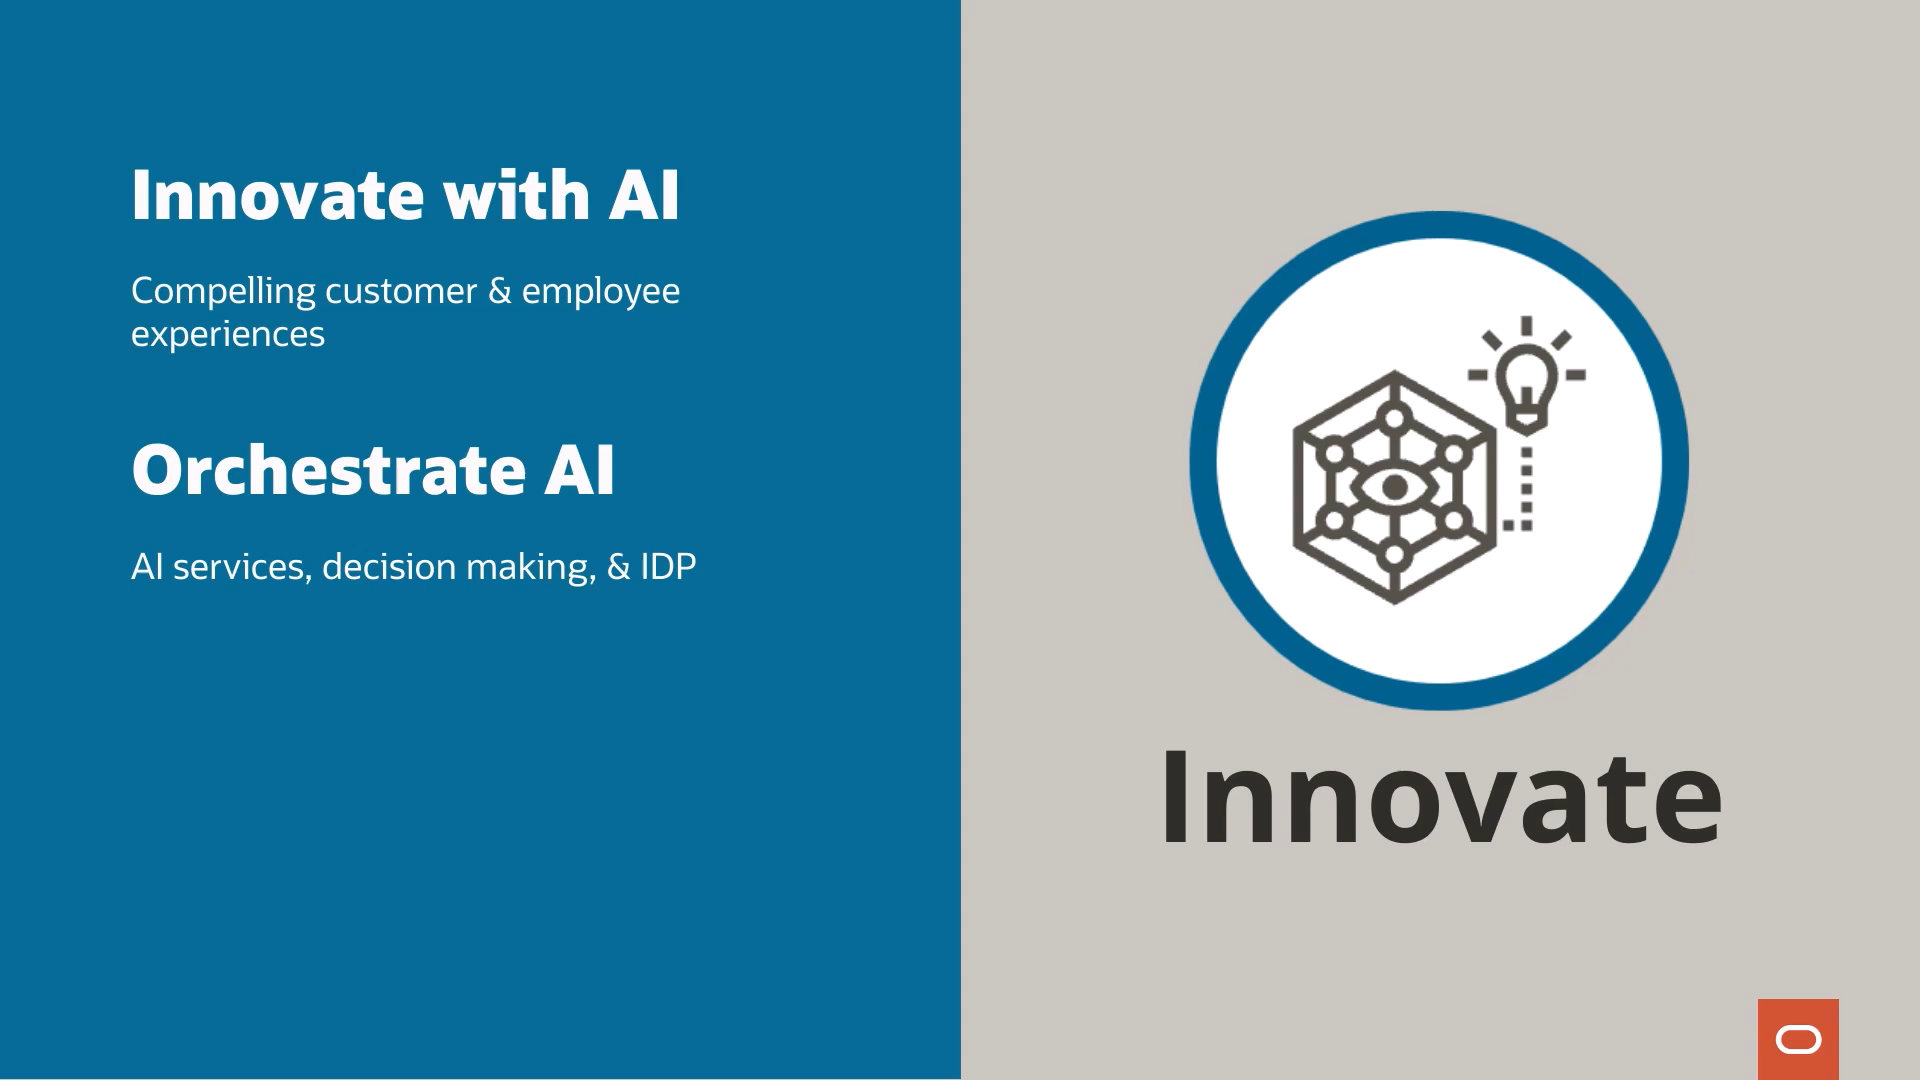 Innovate with AI
Compelling customer & employee
experiences
Orchestrate AI
AI services, decision making, & IDP
Innovate